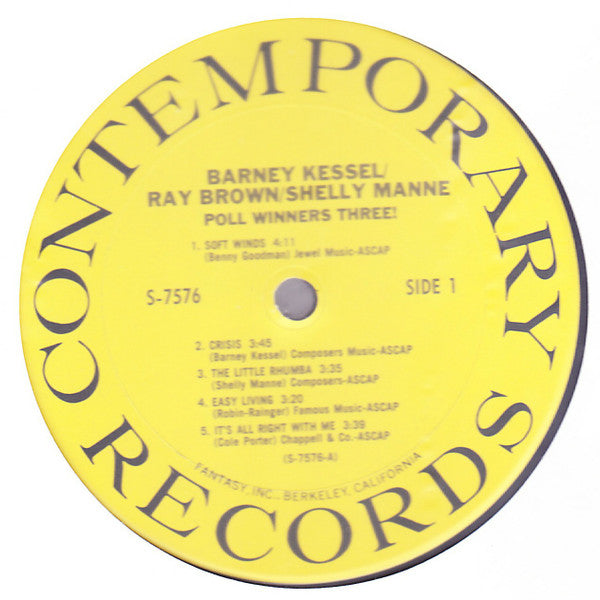 CONTEMPORARY RECORDS
BARNEY KESSEL/
RAY BROWN/SHELLY MANNE
POLL WINNERS THREE!
1. SOFT WINDS 4:11
(Benny Goodman) Jewel Music-ASCAP
S-7576
SIDE 1
2. CRISIS 3:45
(Barney Kessel) Composers Music-ASCAP
3. THE LITTLE RHUMBA 3:35
(Shelly Manne) Composers-ASCAP
4. EASY LIVING 3:20
(Robin-Rainger) Famous Music-ASCAP
5. IT'S ALL RIGHT WITH ME 3:39
(Cole Porter) Chappell & Co.-ASCAP
(S-7576-A)
FANTASY, INC., BERKELEY, CALIFORNIA